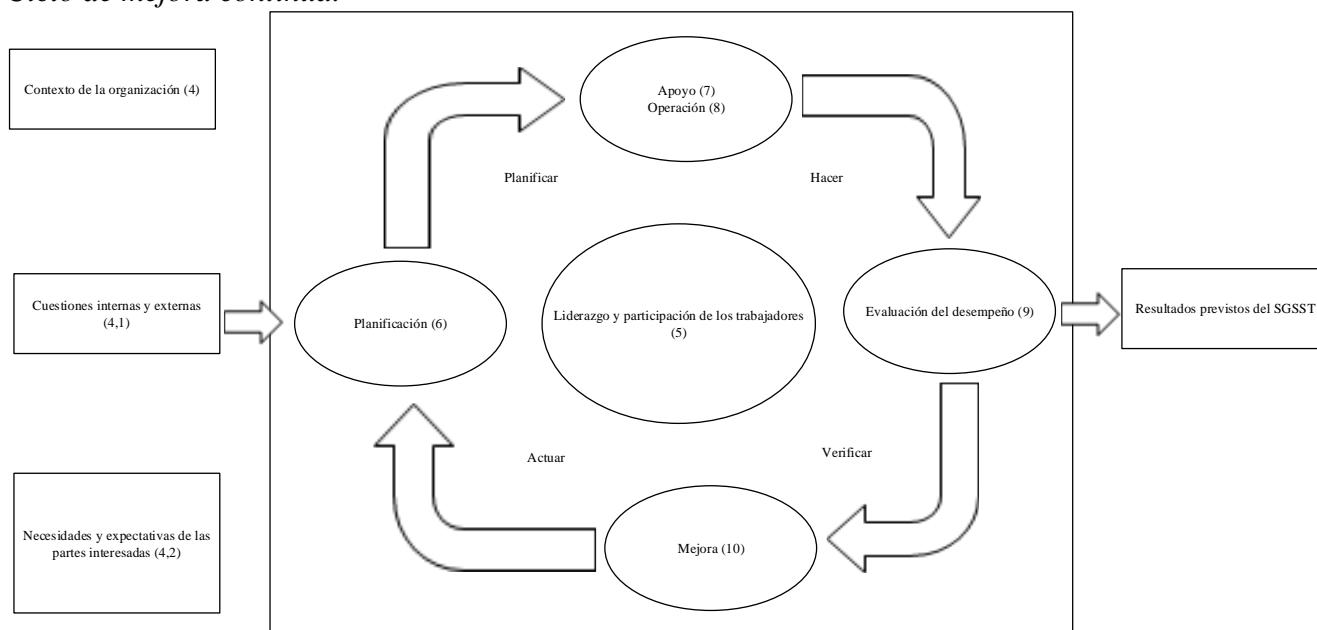 Ciclo de mejora continua.
Contexto de la organización (4)
Apoyo (7)
Operación (8)
Planificar
Hacer
Cuestiones internas y externas
(4,1)
Planificación (6)
Liderazgo y participación de los trabajadores
(5)
Evaluación del desempeño (9)
Resultados previstos del SGSST
Actuar
Verificar
Necesidades y expectativas de las
partes interesadas (4,2)
Mejora (10)